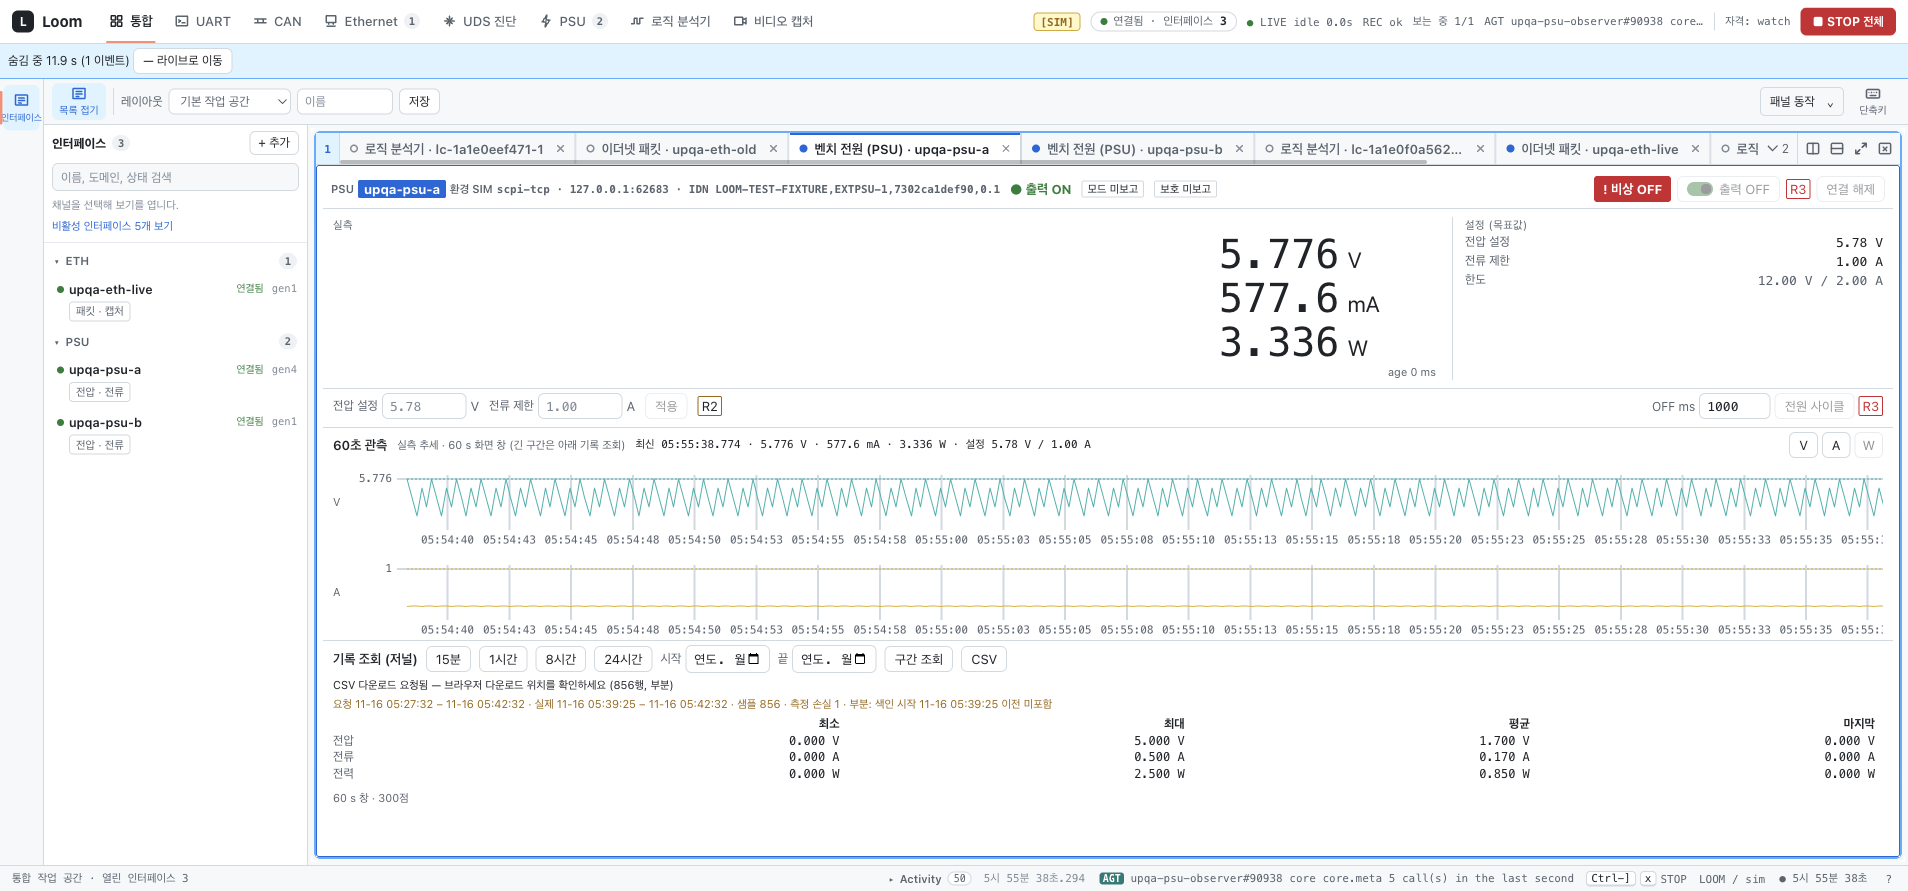 L Loom 통합 UART CAN Ethernet 1 UDS 진단 PSU 2 로직 분석기 비디오 캡처 [SIM] 연결됨 · 인터페이스 3 LIVE idle 0.0s REC ok 보는 중 1/1 AGT upqa-psu-observer#90938 core… 자격: watch STOP 전체
숨김 중 11.9 s (1 이벤트) — 라이브로 이동
인터페이스 목록 접기 레이아웃 기본 작업 공간 이름 저장 패널 동작 단축키
인터페이스 3 + 추가
이름, 도메인, 상태 검색
채널을 선택해 보기를 엽니다.
비활성 인터페이스 5개 보기
ETH 1
upqa-eth-live 연결됨 gen1
패킷 · 캡처
PSU 2
upqa-psu-a 연결됨 gen4
전압 · 전류
upqa-psu-b 연결됨 gen1
전압 · 전류
1 로직 분석기 · lc-1a1e0eef471-1 × 이더넷 패킷 · upqa-eth-old × 벤치 전원 (PSU) · upqa-psu-a × 벤치 전원 (PSU) · upqa-psu-b × 로직 분석기 · lc-1a1e0f0a562... × 이더넷 패킷 · upqa-eth-live × 로직 2
PSU upqa-psu-a 환경 SIM scpi-tcp · 127.0.0.1:62683 · IDN LOOM-TEST-FIXTURE,EXTPSU-1,7302ca1def90,0.1 출력 ON 모드 미보고 보호 미보고 ! 비상 OFF 출력 OFF R3 연결 해제
실측
5.776 V
577.6 mA
3.336 W
age 0 ms
설정 (목표값)
전압 설정 5.78 V
전류 제한 1.00 A
한도 12.00 V / 2.00 A
전압 설정 5.78 V 전류 제한 1.00 A 적용 R2 OFF ms 1000 전원 사이클 R3
60초 관측 실측 추세 · 60 s 화면 창 (긴 구간은 아래 기록 조회) 최신 05:55:38.774 · 5.776 V · 577.6 mA · 3.336 W · 설정 5.78 V / 1.00 A V A W
5.776
V
05:54:40 05:54:43 05:54:45 05:54:48 05:54:50 05:54:53 05:54:55 05:54:58 05:55:00 05:55:03 05:55:05 05:55:08 05:55:10 05:55:13 05:55:15 05:55:18 05:55:20 05:55:23 05:55:25 05:55:28 05:55:30 05:55:33 05:55:35 05:55:
1
A
05:54:40 05:54:43 05:54:45 05:54:48 05:54:50 05:54:53 05:54:55 05:54:58 05:55:00 05:55:03 05:55:05 05:55:08 05:55:10 05:55:13 05:55:15 05:55:18 05:55:20 05:55:23 05:55:25 05:55:28 05:55:30 05:55:33 05:55:35 05:55:
기록 조회 (저널) 15분 1시간 8시간 24시간 시작 연도. 월 끝 연도. 월 구간 조회 CSV
CSV 다운로드 요청됨 — 브라우저 다운로드 위치를 확인하세요 (856행, 부분)
요청 11-16 05:27:32 – 11-16 05:42:32 · 실제 11-16 05:39:25 – 11-16 05:42:32 · 샘플 856 · 측정 손실 1 · 부분: 색인 시작 11-16 05:39:25 이전 미포함
최소 최대 평균 마지막
전압 0.000 V 5.000 V 1.700 V 0.000 V
전류 0.000 A 0.500 A 0.170 A 0.000 A
전력 0.000 W 2.500 W 0.850 W 0.000 W
60 s 창 · 300점
통합 작업 공간 · 열린 인터페이스 3 Activity 50 5시 55분 38초.294 AGT upqa-psu-observer#90938 core core.meta 5 call(s) in the last second Ctrl–] x STOP LOOM / sim 5시 55분 38초 ?